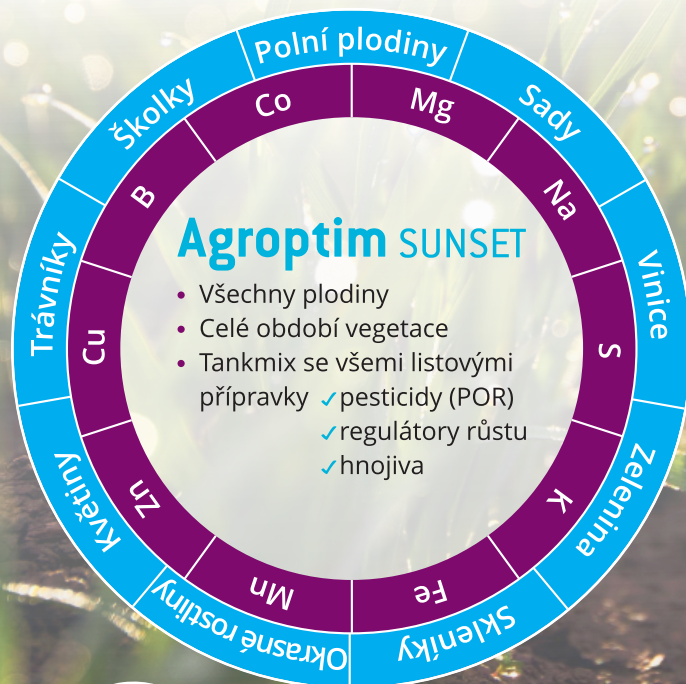 Polní plodiny
Sady
Vinice
Zelenina
Skleníky
Okrasné rostliny
Květiny
Trávníky
Školky
Co
Mg
Na
S
K
Fe
Mn
Zn
Cu
B
Agroptim SUNSET
• Všechny plodiny
• Celé období vegetace
• Tankmix se všemi listovými
přípravky ✓pesticidy (POR)
✓regulátory růstu
✓hnojiva